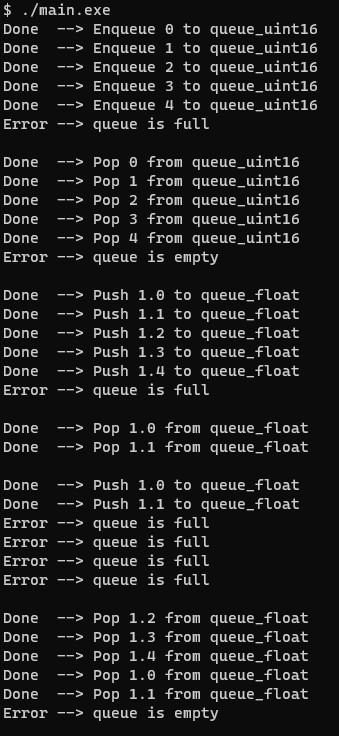 $ ./main.exe
Done  --> Enqueue 0 to queue_uint16
Done  --> Enqueue 1 to queue_uint16
Done  --> Enqueue 2 to queue_uint16
Done  --> Enqueue 3 to queue_uint16
Done  --> Enqueue 4 to queue_uint16
Error --> queue is full

Done  --> Pop 0 from queue_uint16
Done  --> Pop 1 from queue_uint16
Done  --> Pop 2 from queue_uint16
Done  --> Pop 3 from queue_uint16
Done  --> Pop 4 from queue_uint16
Error --> queue is empty

Done  --> Push 1.0 to queue_float
Done  --> Push 1.1 to queue_float
Done  --> Push 1.2 to queue_float
Done  --> Push 1.3 to queue_float
Done  --> Push 1.4 to queue_float
Error --> queue is full

Done  --> Pop 1.0 from queue_float
Done  --> Pop 1.1 from queue_float

Done  --> Push 1.0 to queue_float
Done  --> Push 1.1 to queue_float
Error --> queue is full
Error --> queue is full
Error --> queue is full
Error --> queue is full

Done  --> Pop 1.2 from queue_float
Done  --> Pop 1.3 from queue_float
Done  --> Pop 1.4 from queue_float
Done  --> Pop 1.0 from queue_float
Done  --> Pop 1.1 from queue_float
Error --> queue is empty